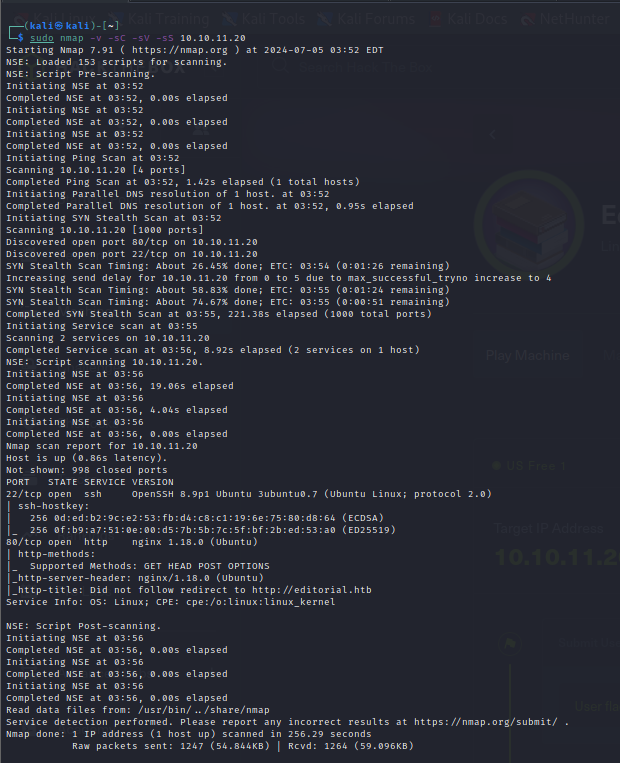 Kali Training Kali Tools Kali Forums Kali Docs NetHunter
(kali㉿kali)-[~]
$ sudo nmap -v -sC -sV -sS 10.10.11.20
Starting Nmap 7.91 ( https://nmap.org ) at 2024-07-05 03:52 EDT
NSE: Loaded 153 scripts for scanning.
NSE: Script Pre-scanning.
Initiating NSE at 03:52
Completed NSE at 03:52, 0.00s elapsed
Initiating NSE at 03:52
Completed NSE at 03:52, 0.00s elapsed
Initiating NSE at 03:52
Completed NSE at 03:52, 0.00s elapsed
Initiating Ping Scan at 03:52
Scanning 10.10.11.20 [4 ports]
Completed Ping Scan at 03:52, 1.42s elapsed (1 total hosts)
Initiating Parallel DNS resolution of 1 host. at 03:52
Completed Parallel DNS resolution of 1 host. at 03:52, 0.95s elapsed
Initiating SYN Stealth Scan at 03:52
Scanning 10.10.11.20 [1000 ports]
Discovered open port 80/tcp on 10.10.11.20
Discovered open port 22/tcp on 10.10.11.20
SYN Stealth Scan Timing: About 26.45% done; ETC: 03:54 (0:01:26 remaining)
Increasing send delay for 10.10.11.20 from 0 to 5 due to max_successful_tryno increase to 4
SYN Stealth Scan Timing: About 58.83% done; ETC: 03:55 (0:01:24 remaining)
SYN Stealth Scan Timing: About 74.67% done; ETC: 03:55 (0:00:51 remaining)
Completed SYN Stealth Scan at 03:55, 221.38s elapsed (1000 total ports)
Initiating Service scan at 03:55
Scanning 2 services on 10.10.11.20
Completed Service scan at 03:56, 8.92s elapsed (2 services on 1 host)
NSE: Script scanning 10.10.11.20.
Play Machine
Initiating NSE at 03:56
Completed NSE at 03:56, 19.06s elapsed
Initiating NSE at 03:56
Completed NSE at 03:56, 4.04s elapsed
Initiating NSE at 03:56
Completed NSE at 03:56, 0.00s elapsed
Nmap scan report for 10.10.11.20
Host is up (0.86s latency).
Not shown: 998 closed ports
US Free 1
PORT   STATE SERVICE VERSION
22/tcp open  ssh     OpenSSH 8.9p1 Ubuntu 3ubuntu0.7 (Ubuntu Linux; protocol 2.0)
| ssh-hostkey:
|   256 0d:ed:b2:9c:e2:53:fb:d4:c8:c1:19:6e:75:80:d8:64 (ECDSA)
|_  256 0f:b9:a7:51:0e:00:d5:7b:5b:7c:5f:bf:2b:ed:53:a0 (ED25519)
Target IP Address
80/tcp open  http    nginx 1.18.0 (Ubuntu)
| http-methods:
10.10.11.2
|_  Supported Methods: GET HEAD POST OPTIONS
|_http-server-header: nginx/1.18.0 (Ubuntu)
|_http-title: Did not follow redirect to http://editorial.htb
Service Info: OS: Linux; CPE: cpe:/o:linux:linux_kernel
NSE: Script Post-scanning.
Initiating NSE at 03:56
Completed NSE at 03:56, 0.00s elapsed
Initiating NSE at 03:56
Completed NSE at 03:56, 0.00s elapsed
Initiating NSE at 03:56
Completed NSE at 03:56, 0.00s elapsed
Read data files from: /usr/bin/../share/nmap
User
Service detection performed. Please report any incorrect results at https://nmap.org/submit/ .
Nmap done: 1 IP address (1 host up) scanned in 256.29 seconds
Raw packets sent: 1247 (54.844KB) | Rcvd: 1264 (59.096KB)